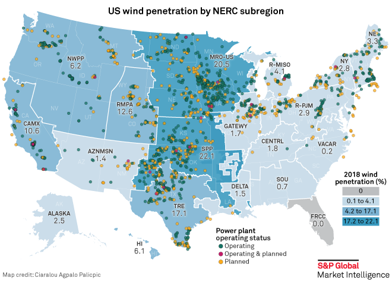 US wind penetration by NERC subregion
NWPP
6.2
MRO-US
NE
3.3
NY
2.8
R-MISO
4.1
RMPA
12.6
R-PJM
2.9
CAMX
10.6
GATEWY
1.7
CENTRL
1.8
VACAR
0.2
AZNMSN
1.4
SPP
22.1
DELTA
1.5
SOU
0.7
TRE
17.1
FRCC
0.0
ALASKA
2.5
HI
6.1
2018 wind
penetration (%)
0
0.1 to 4.1
4.2 to 17.1
17.2 to 22.1
Power plant
operating status
Operating
Operating & planned
Planned
Map credit: Ciaralou Agpalo Palicpic
S&P Global
Market Intelligence